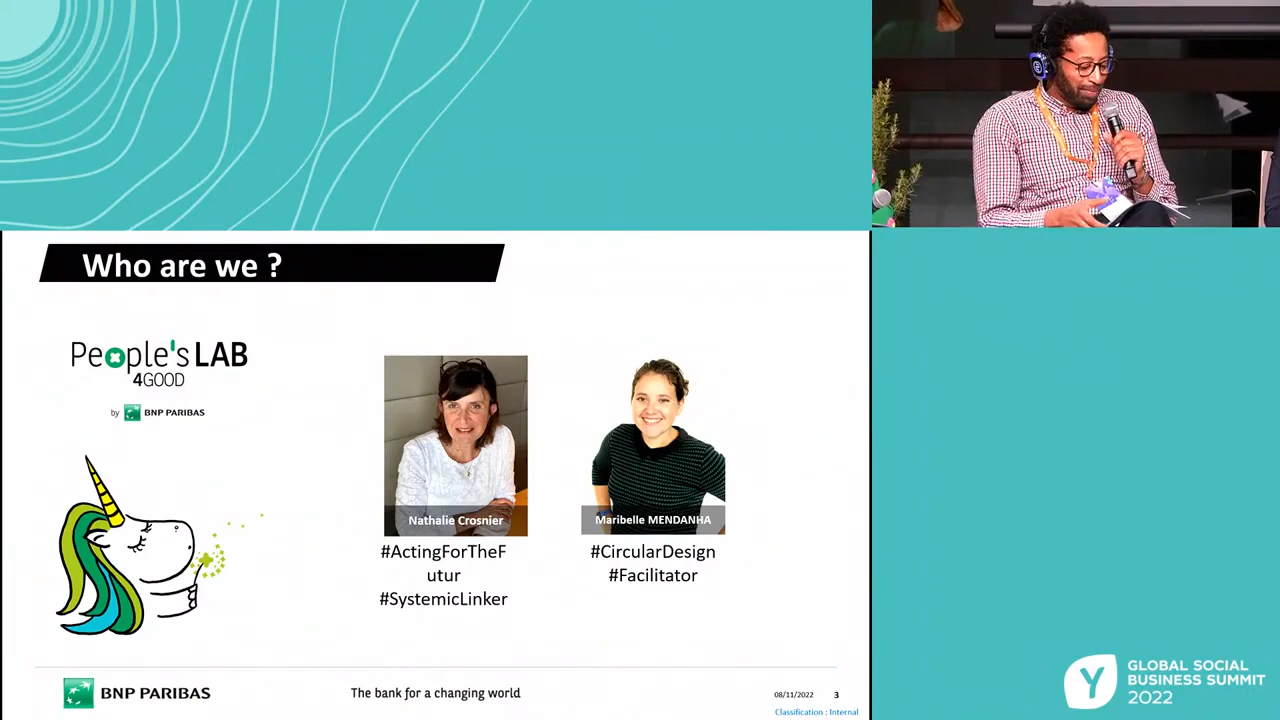 Who are we ?
People's LAB
4GOOD
by BNP PARIBAS
Nathalie Crosnier
#ActingForTheF
utur
#SystemicLinker
Maribelle MENDANHA
#CircularDesign
#Facilitator
BNP PARIBAS
The bank for a changing world
08/11/2022 3
Classification : Internal
Y
GLOBAL SOCIAL
BUSINESS SUMMIT
2022